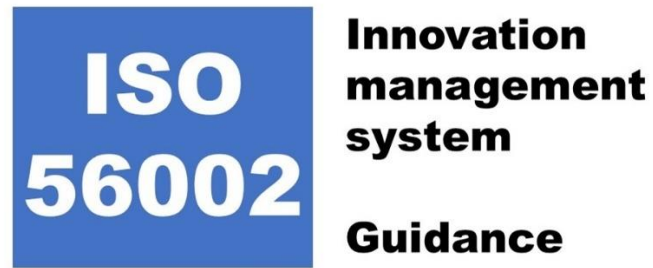 ISO
56002
Innovation
management
system
Guidance